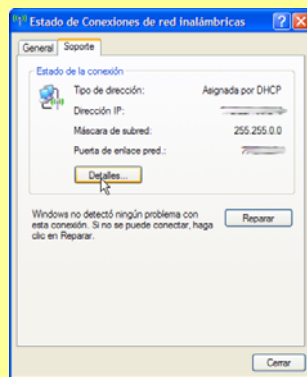 Estado de Conexiones de red inalámbricas
General Soporte
Estado de la conexión
Tipo de dirección: Asignada por DHCP
Dirección IP:
Máscara de subred: 255.255.0.0
Puerta de enlace pred.:
Detalles...
Windows no detectó ningún problema con
esta conexión. Si no se puede conectar, haga
clic en Reparar.
Reparar
Cerrar